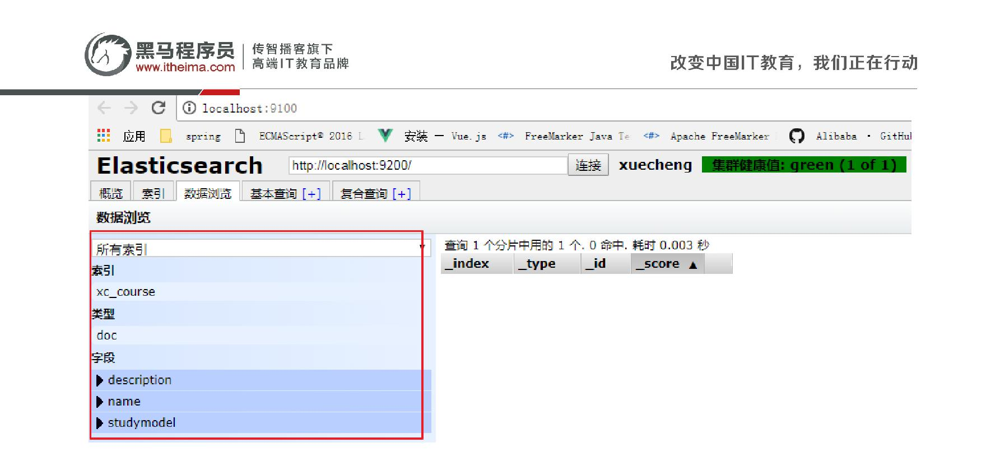 黑马程序员
www.itheima.com
传智播客旗下
高端IT教育品牌
改变中国IT教育，我们正在行动
localhost:9100
应用 spring ECMAScript® 2016 L 安装 — Vue.js <#> FreeMarker Java Te <#> Apache FreeMarker Alibaba · GitHub
Elasticsearch http://localhost:9200/ 连接 xuecheng 集群健康值: green (1 of 1)
概览 索引 数据浏览 基本查询 [+] 复合查询 [+]
数据浏览
所有索引
索引
xc_course
类型
doc
字段
description
name
studymodel
查询 1 个分片中用的 1 个. 0 命中. 耗时 0.003 秒
_index _type _id _score ▲